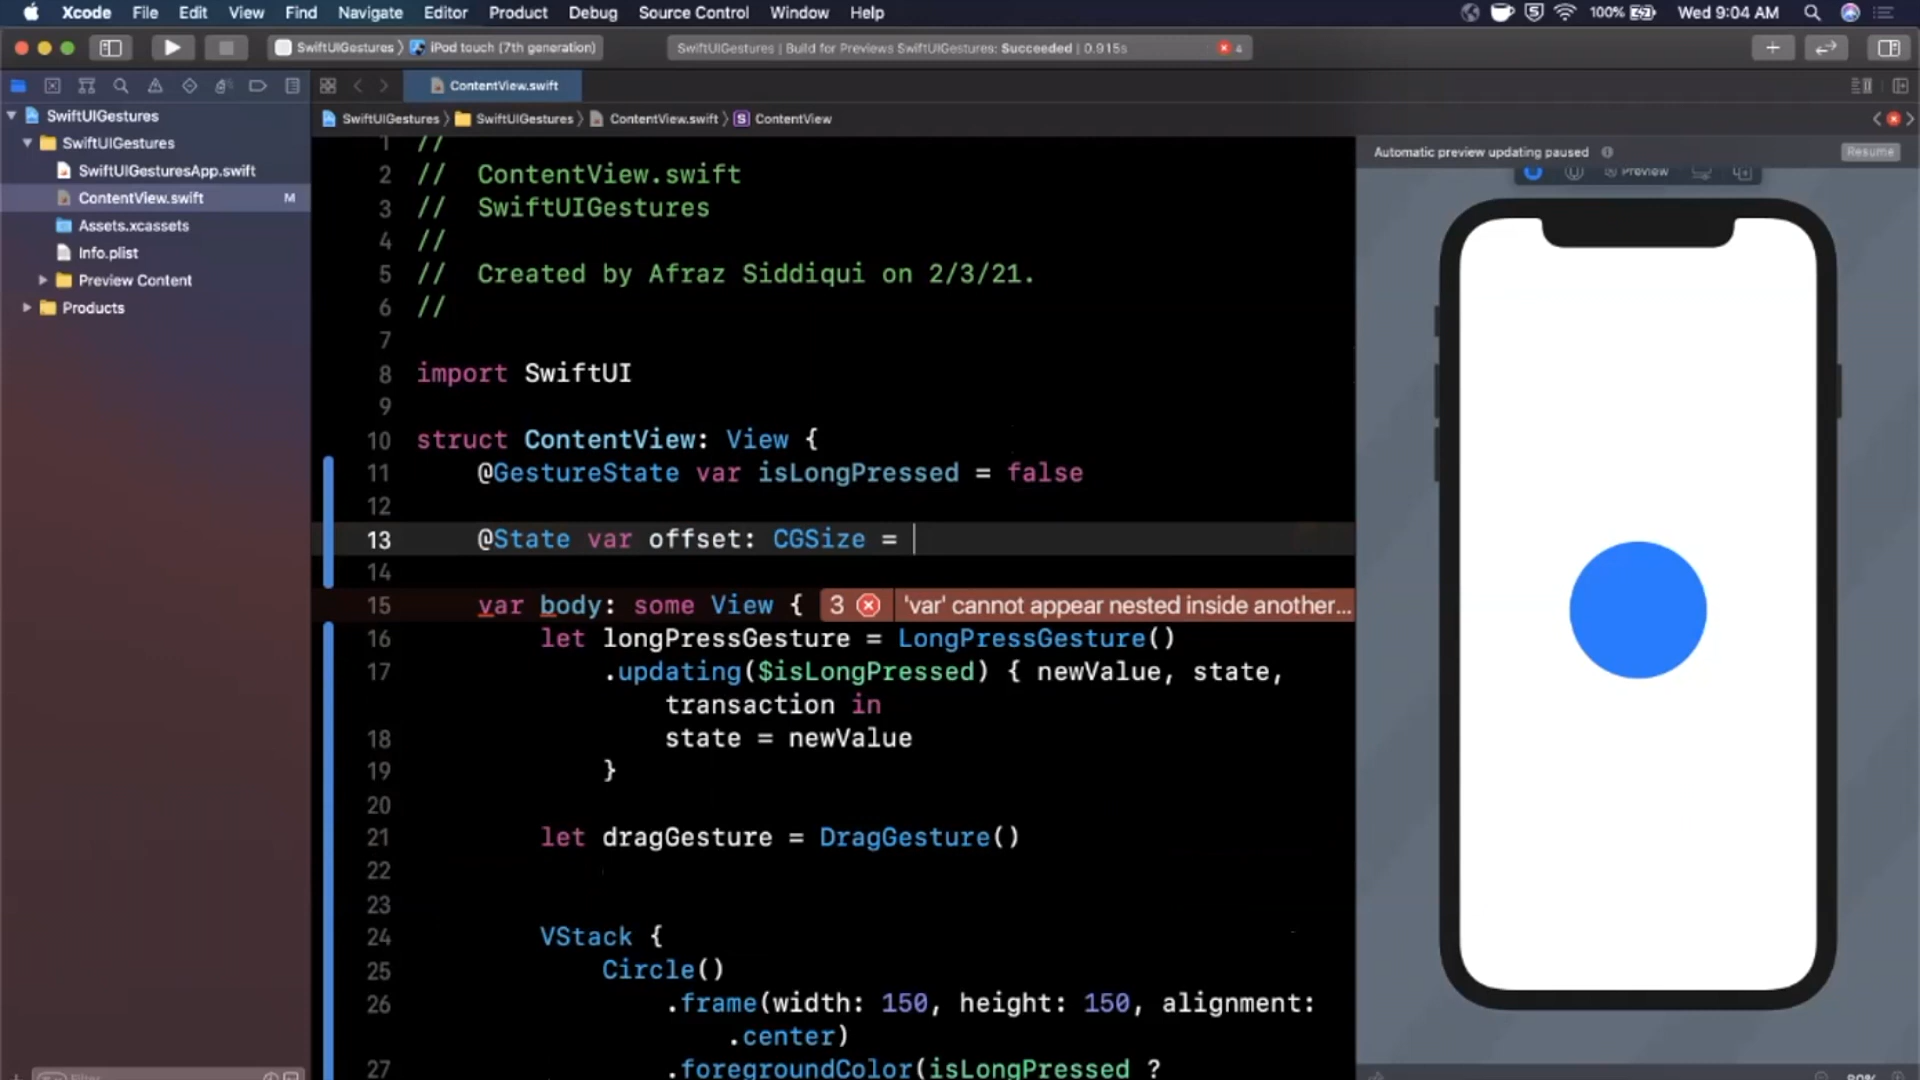 Xcode File Edit View Find Navigate Editor Product Debug Source Control Window Help 100% Wed 9:04 AM
SwiftUIGestures 〉 iPod touch (7th generation) SwiftUIGestures | Build for Previews SwiftUIGestures: Succeeded | 0.915s 4
ContentView.swift
SwiftUIGestures
SwiftUIGestures 〉 SwiftUIGestures 〉 ContentView.swift 〉 S ContentView
SwiftUIGestures
SwiftUIGesturesApp.swift
ContentView.swift M
Assets.xcassets
Info.plist
Preview Content
Products
Filter
1 //
2 // ContentView.swift
3 // SwiftUIGestures
4 //
5 // Created by Afraz Siddiqui on 2/3/21.
6 //
7
8 import SwiftUI
9
10 struct ContentView: View {
11 @GestureState var isLongPressed = false
12
13 @State var offset: CGSize =
14
15 var body: some View { 3 'var' cannot appear nested inside another...
16 let longPressGesture = LongPressGesture()
17 .updating($isLongPressed) { newValue, state,
transaction in
18 state = newValue
19 }
20
21 let dragGesture = DragGesture()
22
23
24 VStack {
25 Circle()
26 .frame(width: 150, height: 150, alignment:
.center)
27 .foregroundColor(isLongPressed ?
Automatic preview updating paused Resume
Preview